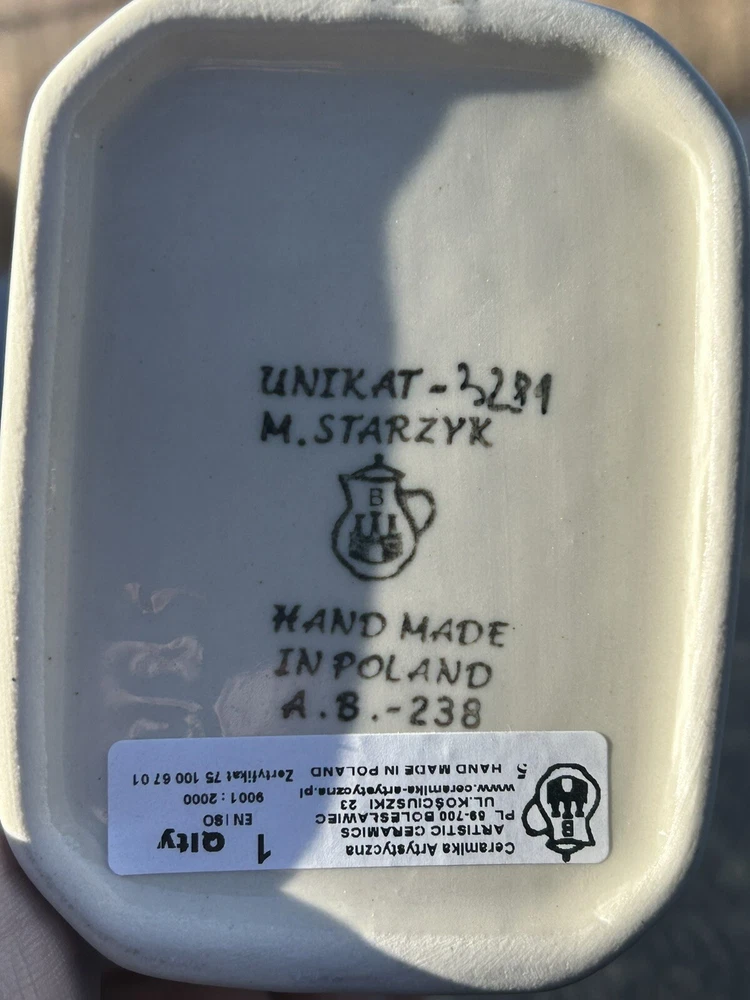 UNIKAT-3281
M.STARZYK
B
HAND MADE
IN POLAND
A.B.-238
B
Ceramika Artystyczna
ARTISTIC CERAMICS
PL 59-700 BOLESŁAWIEC
UL.KOŚCIUSZKI 23
www.ceramika-artystyczna.pl
5 HAND MADE IN POLAND
1 Qlty
EN ISO
9001 : 2000
Zertyfikat 75 100 67 01